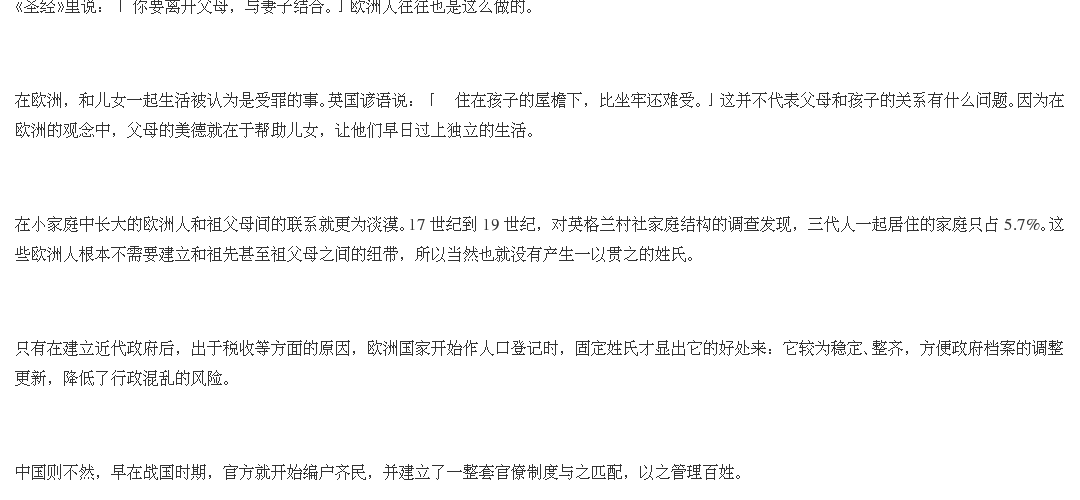 《圣经》里说：「 你要离开父母，与妻子结合。」欧洲人往往也是这么做的。
在欧洲，和儿女一起生活被认为是受罪的事。英国谚语说：「 住在孩子的屋檐下，比坐牢还难受。」这并不代表父母和孩子的关系有什么问题。因为在
欧洲的观念中，父母的美德就在于帮助儿女，让他们早日过上独立的生活。
在小家庭中长大的欧洲人和祖父母间的联系就更为淡漠。17 世纪到 19 世纪，对英格兰村社家庭结构的调查发现，三代人一起居住的家庭只占 5.7%。这
些欧洲人根本不需要建立和祖先甚至祖父母之间的纽带，所以当然也就没有产生一以贯之的姓氏。
只有在建立近代政府后，出于税收等方面的原因，欧洲国家开始作人口登记时，固定姓氏才显出它的好处来：它较为稳定、整齐，方便政府档案的调整
更新，降低了行政混乱的风险。
中国则不然，早在战国时期，官方就开始编户齐民，并建立了一整套官僚制度与之匹配，以之管理百姓。